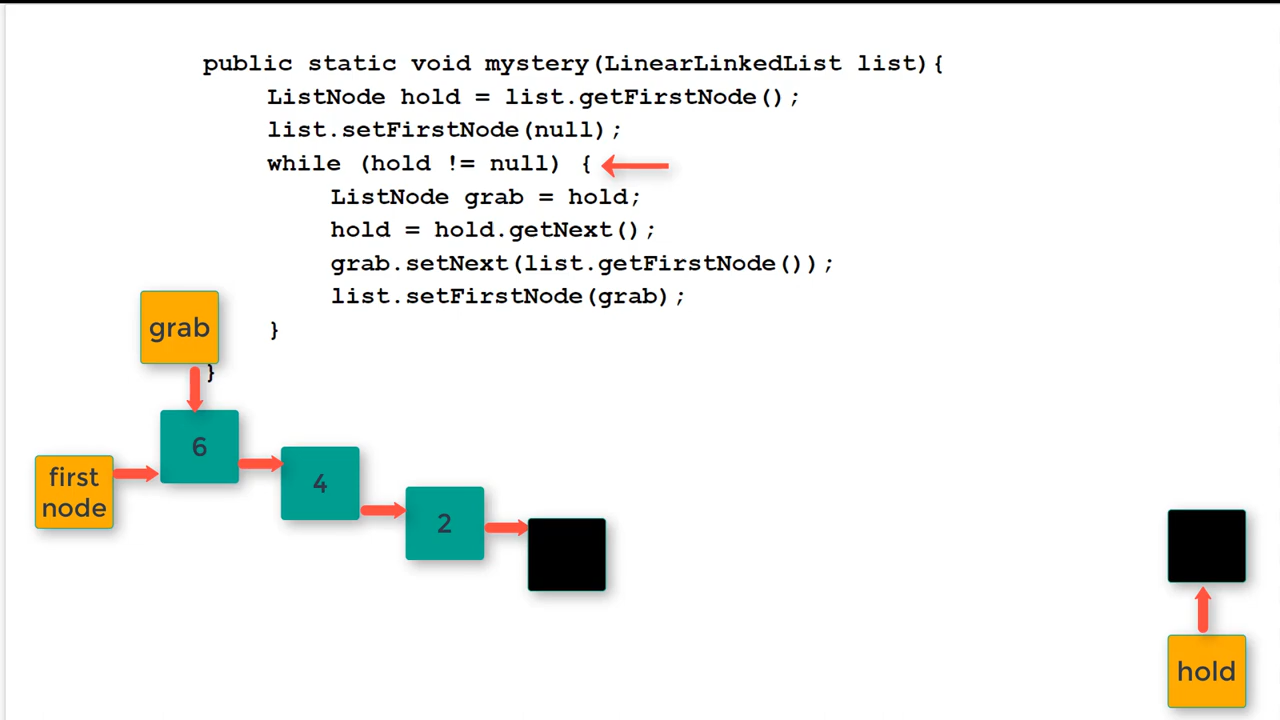 public static void mystery(LinearLinkedList list){
ListNode hold = list.getFirstNode();
list.setFirstNode(null);
while (hold != null) {
ListNode grab = hold;
hold = hold.getNext();
grab.setNext(list.getFirstNode());
list.setFirstNode(grab);
}
}
grab
6
first
node
4
2
hold